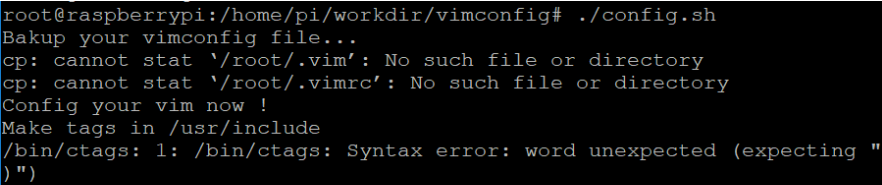 root@raspberrypi:/home/pi/workdir/vimconfig# ./config.sh
Bakup your vimconfig file...
cp: cannot stat ‘/root/.vim’: No such file or directory
cp: cannot stat ‘/root/.vimrc’: No such file or directory
Config your vim now !
Make tags in /usr/include
/bin/ctags: 1: /bin/ctags: Syntax error: word unexpected (expecting "
)")